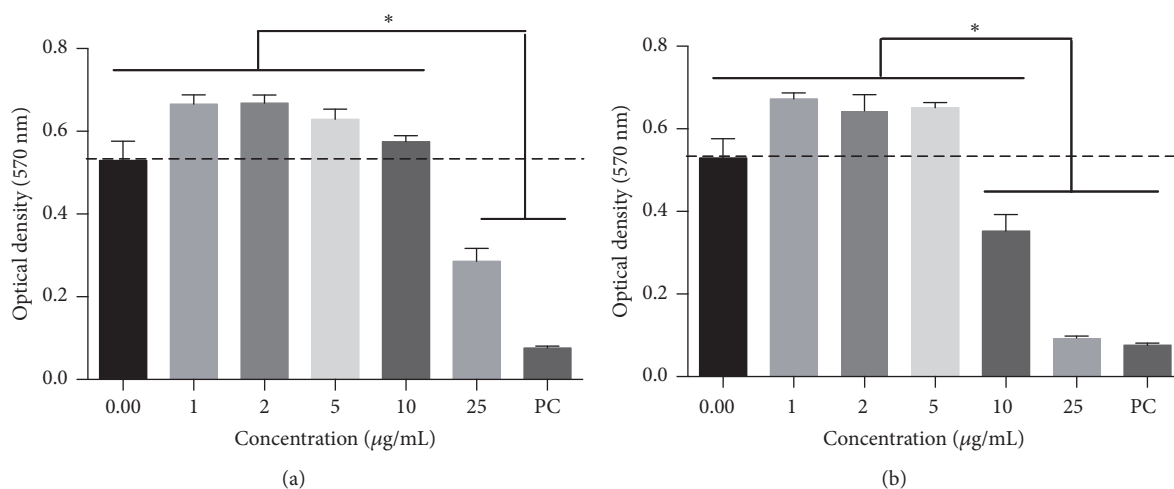 *
0.8
0.6
0.4
0.2
0.0
Optical density (570 nm)
0.00 1 2 5 10 25 PC
Concentration (μg/mL)
(a)
*
0.8
0.6
0.4
0.2
0.0
Optical density (570 nm)
0.00 1 2 5 10 25 PC
Concentration (μg/mL)
(b)